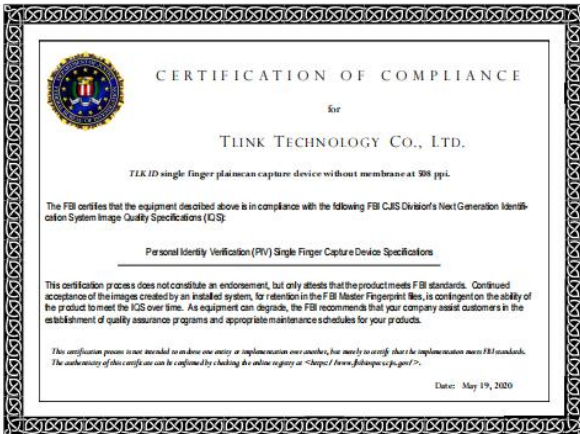 CERTIFICATION OF COMPLIANCE
for
TLINK TECHNOLOGY CO., LTD.
TLK ID single finger plainscan capture device without membrane at 508 ppi.
The FBI certifies that the equipment described above is in compliance with the following FBI CJIS Division's Next Generation Identifi-
cation System Image Quality Specifications (IQS):
Personal Identity Verification (PIV) Single Finger Capture Device Specifications
This certification process does not constitute an endorsement, but only attests that the product meets FBI standards. Continued
acceptance of the images created by an installed system, for retention in the FBI Master Fingerprint files, is contingent on the ability of
the product to meet the IQS over time. As equipment can degrade, the FBI recommends that your company assist customers in the
establishment of quality assurance programs and appropriate maintenance schedules for your products.
This certification process is not intended to endorse one entity or implementation over another, but merely to certify that the implementation meets FBI standards.
The authenticity of this certificate can be confirmed by checking the online registry at <https://www.fbibiospecs.cjis.gov/>.
Date: May 19, 2020